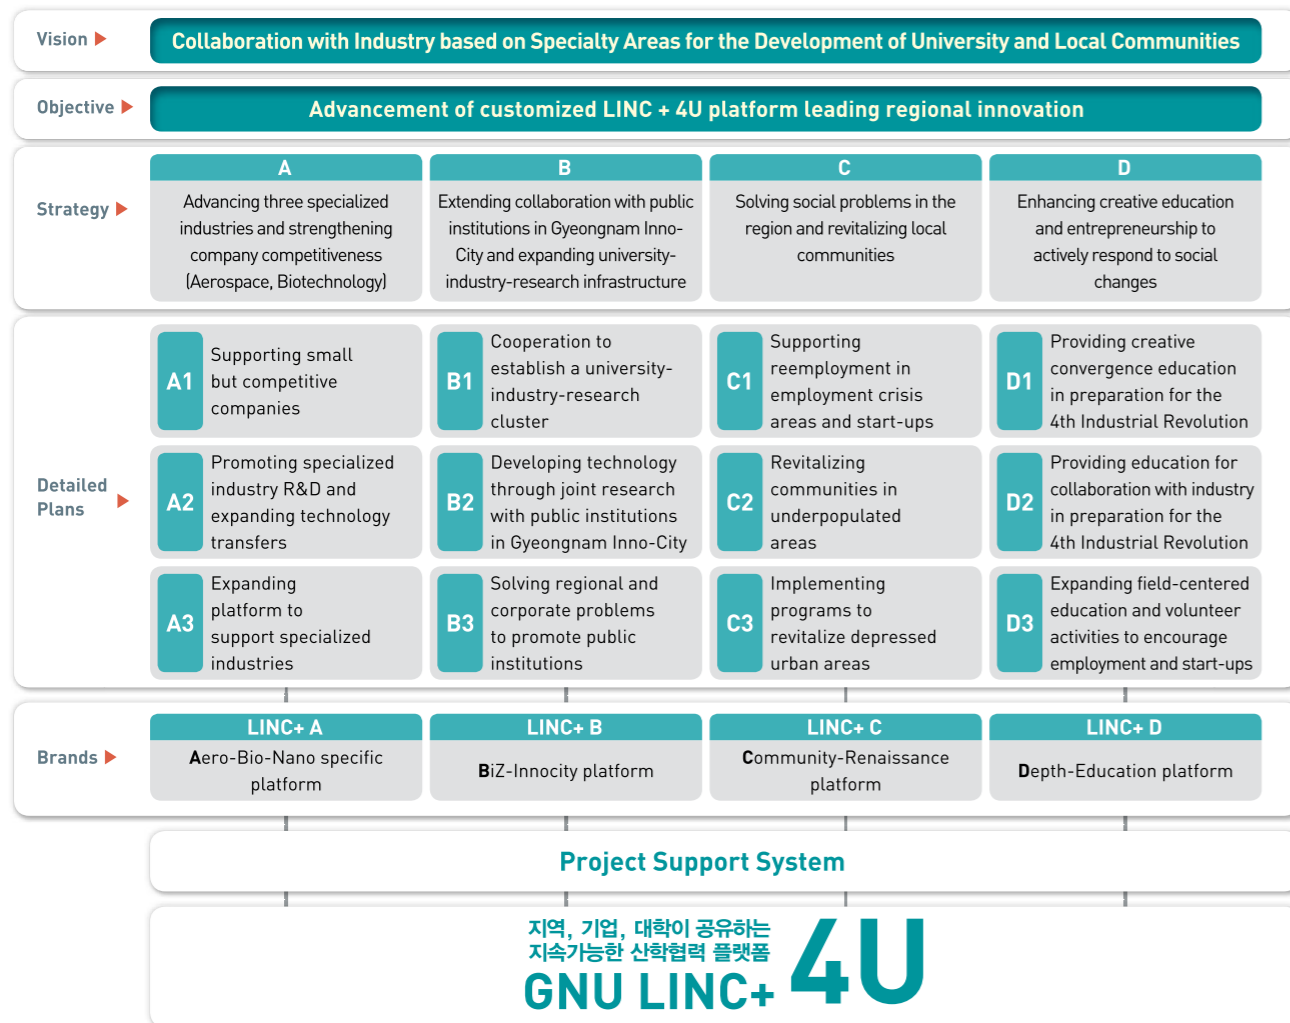 Vision
Collaboration with Industry based on Specialty Areas for the Development of University and Local Communities
Objective
Advancement of customized LINC + 4U platform leading regional innovation
Strategy
A
Advancing three specialized
industries and strengthening
company competitiveness
(Aerospace, Biotechnology)
B
Extending collaboration with public
institutions in Gyeongnam Inno-
City and expanding university-
industry-research infrastructure
C
Solving social problems in the
region and revitalizing local
communities
D
Enhancing creative education
and entrepreneurship to
actively respond to social
changes
Detailed
Plans
A1
Supporting small
but competitive
companies
B1
Cooperation to
establish a university-
industry-research
cluster
C1
Supporting
reemployment in
employment crisis
areas and start-ups
D1
Providing creative
convergence education
in preparation for the
4th Industrial Revolution
A2
Promoting specialized
industry R&D and
expanding technology
transfers
B2
Developing technology
through joint research
with public institutions
in Gyeongnam Inno-City
C2
Revitalizing
communities in
underpopulated
areas
D2
Providing education for
collaboration with industry
in preparation for the
4th Industrial Revolution
A3
Expanding
platform to
support specialized
industries
B3
Solving regional and
corporate problems
to promote public
institutions
C3
Implementing
programs to
revitalize depressed
urban areas
D3
Expanding field-centered
education and volunteer
activities to encourage
employment and start-ups
Brands
LINC+ A
Aero-Bio-Nano specific
platform
LINC+ B
BiZ-Innocity platform
LINC+ C
Community-Renaissance
platform
LINC+ D
Depth-Education platform
Project Support System
지역, 기업, 대학이 공유하는
지속가능한 산학협력 플랫폼
GNU LINC+ 4U